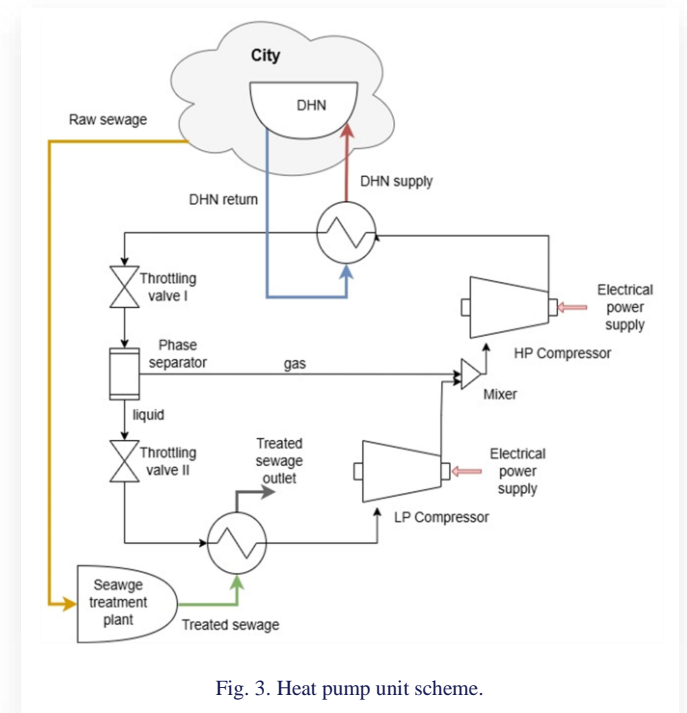 City
DHN
Raw sewage
DHN supply
DHN return
Throttling
valve I
Electrical
power
supply
HP Compressor
Phase
separator
gas
Mixer
liquid
Throttling
valve II
Treated
sewage
outlet
Electrical
power
supply
LP Compressor
Seawge
treatment
plant
Treated sewage
Fig. 3. Heat pump unit scheme.